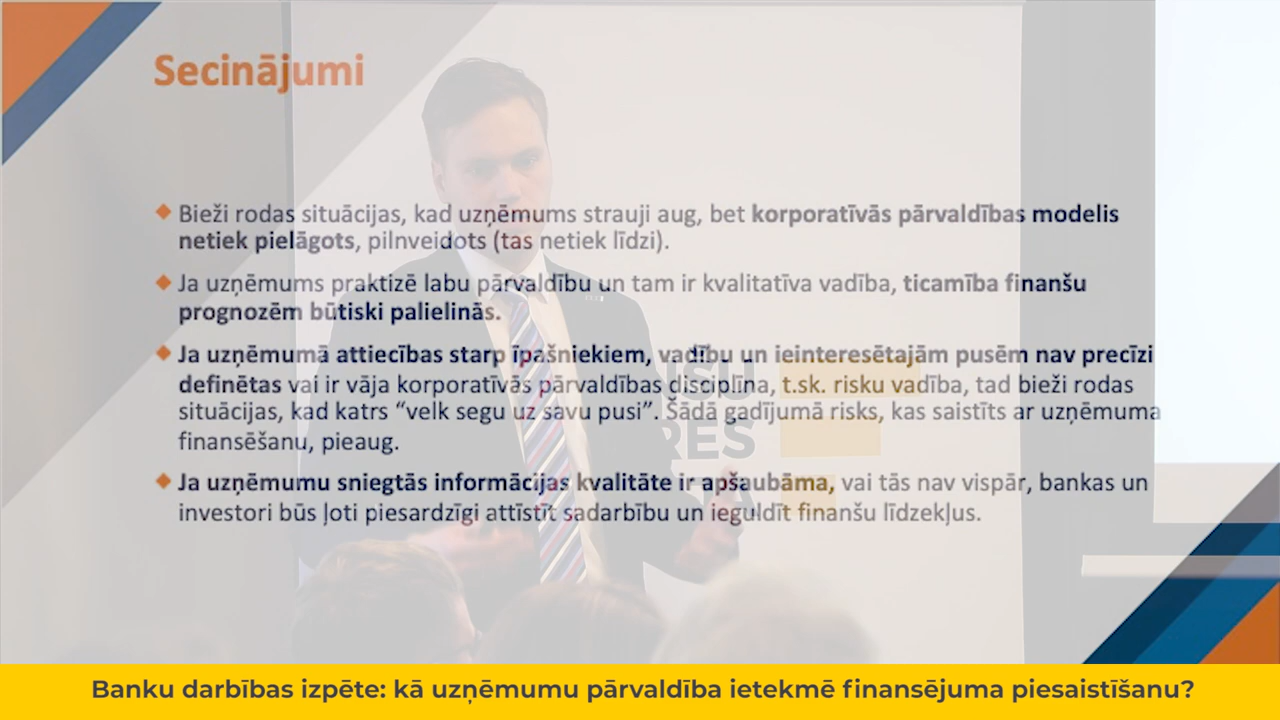 Secinājumi
Bieži rodas situācijas, kad uzņēmums strauji aug, bet korporatīvās pārvaldības modelis
netiek pielāgots, pilnveidots (tas netiek līdzi).
Ja uzņēmums praktizē labu pārvaldību un tam ir kvalitatīva vadība, ticamība finanšu
prognozēm būtiski palielinās.
Ja uzņēmumā attiecības starp īpašniekiem, vadību un ieinteresētajām pusēm nav precīzi
definētas vai ir vāja korporatīvās pārvaldības disciplīna, t.sk. risku vadība, tad bieži rodas
situācijas, kad katrs “velk segu uz savu pusi”. Šādā gadījumā risks, kas saistīts ar uzņēmuma
finansēšanu, pieaug.
Ja uzņēmumu sniegtās informācijas kvalitāte ir apšaubāma, vai tās nav vispār, bankas un
investori būs ļoti piesardzīgi attīstīt sadarbību un ieguldīt finanšu līdzekļus.
Banku darbības izpēte: kā uzņēmumu pārvaldība ietekmē finansējuma piesaistīšanu?